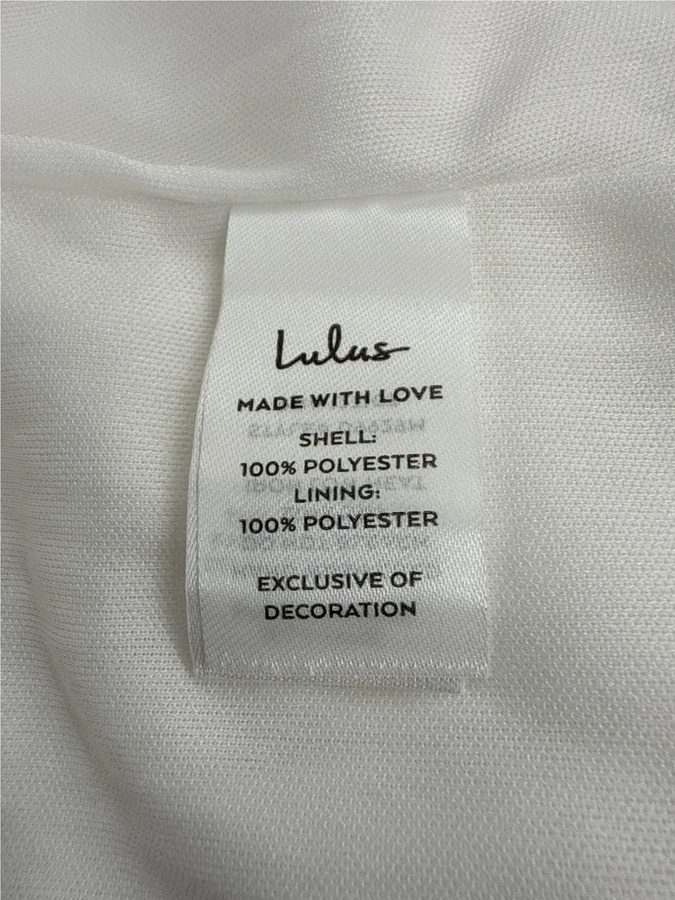 Lulus
MADE WITH LOVE
SHELL:
100% POLYESTER
LINING:
100% POLYESTER
EXCLUSIVE OF
DECORATION